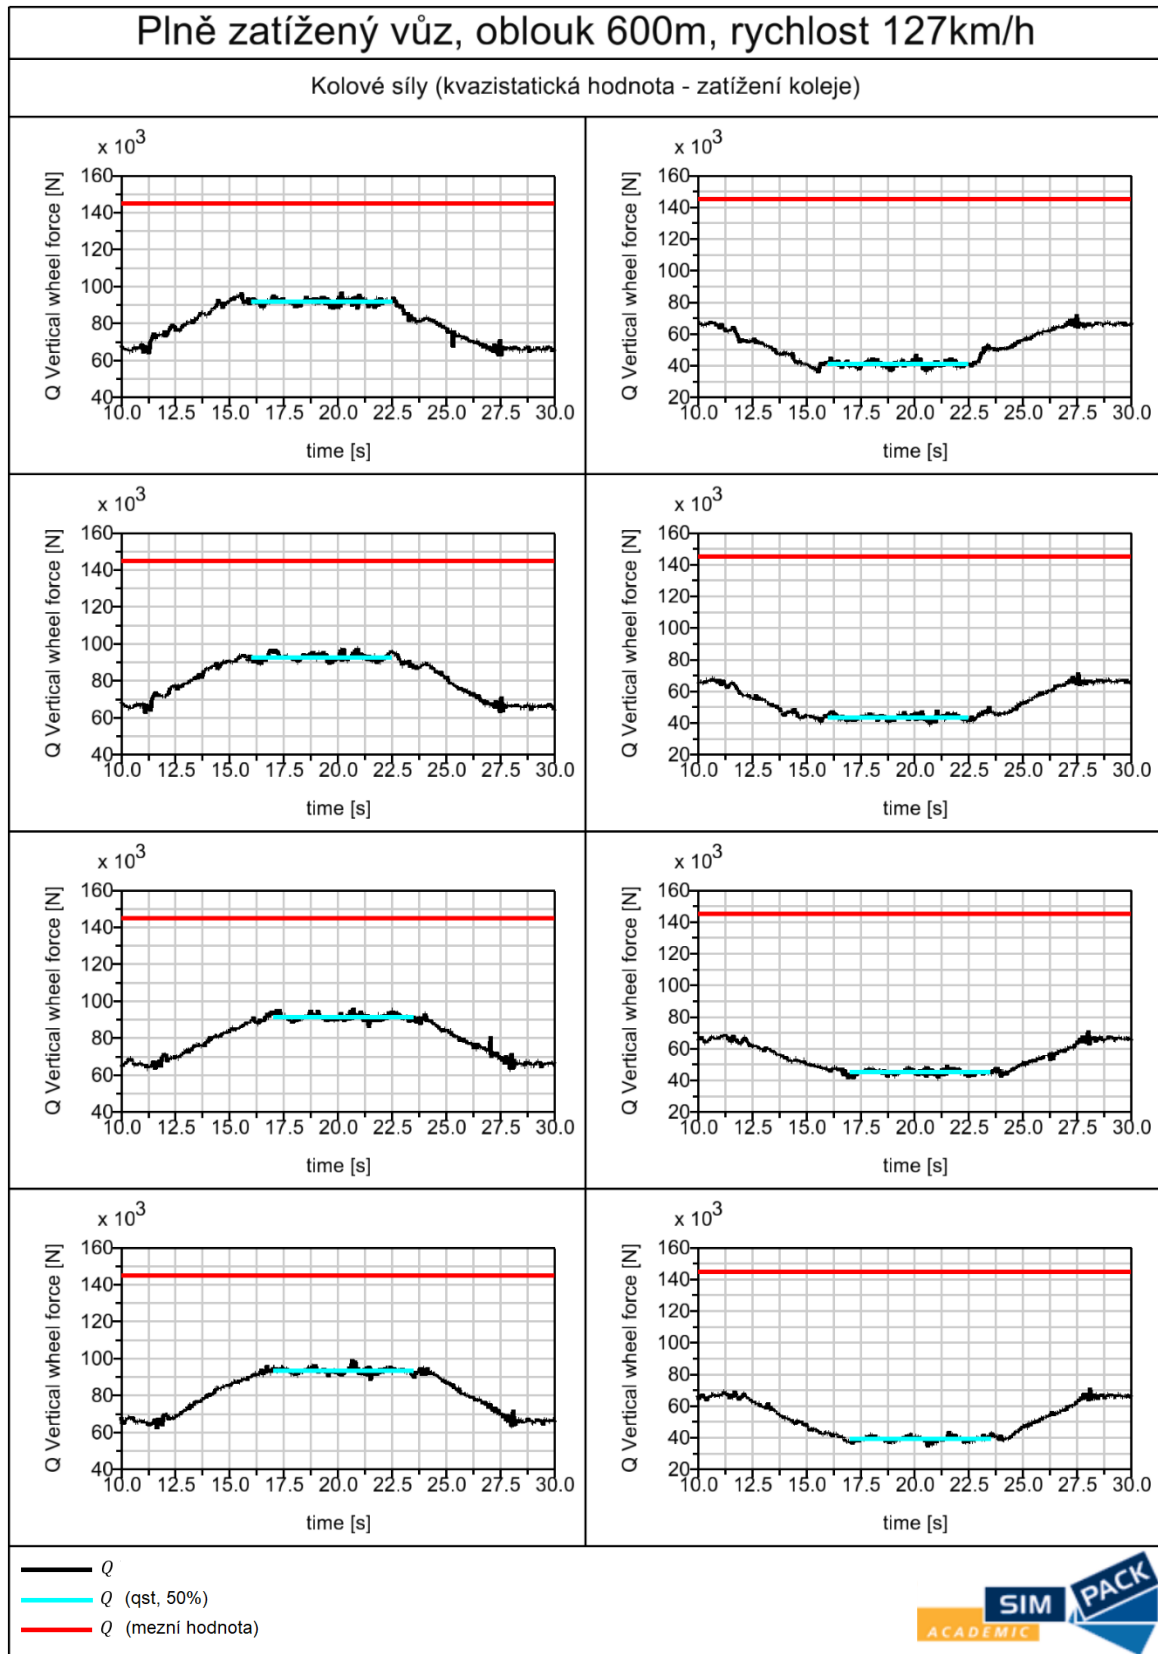 Plně zatížený vůz, oblouk 600m, rychlost 127km/h
Kolové síly (kvazistatická hodnota - zatížení koleje)
x 10³
Q Vertical wheel force [N]
160
140
120
100
80
60
40
10.0 12.5 15.0 17.5 20.0 22.5 25.0 27.5 30.0
time [s]
x 10³
Q Vertical wheel force [N]
160
140
120
100
80
60
40
20
10.0 12.5 15.0 17.5 20.0 22.5 25.0 27.5 30.0
time [s]
x 10³
Q Vertical wheel force [N]
160
140
120
100
80
60
40
10.0 12.5 15.0 17.5 20.0 22.5 25.0 27.5 30.0
time [s]
x 10³
Q Vertical wheel force [N]
160
140
120
100
80
60
40
20
10.0 12.5 15.0 17.5 20.0 22.5 25.0 27.5 30.0
time [s]
x 10³
Q Vertical wheel force [N]
160
140
120
100
80
60
40
10.0 12.5 15.0 17.5 20.0 22.5 25.0 27.5 30.0
time [s]
x 10³
Q Vertical wheel force [N]
160
140
120
100
80
60
40
20
10.0 12.5 15.0 17.5 20.0 22.5 25.0 27.5 30.0
time [s]
x 10³
Q Vertical wheel force [N]
160
140
120
100
80
60
40
10.0 12.5 15.0 17.5 20.0 22.5 25.0 27.5 30.0
time [s]
x 10³
Q Vertical wheel force [N]
160
140
120
100
80
60
40
20
10.0 12.5 15.0 17.5 20.0 22.5 25.0 27.5 30.0
time [s]
Q
Q (qst, 50%)
Q (mezní hodnota)
SIM PACK
ACADEMIC